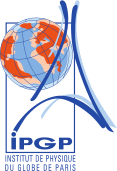 iPGP
INSTITUT DE PHYSIQUE
DU GLOBE DE PARIS